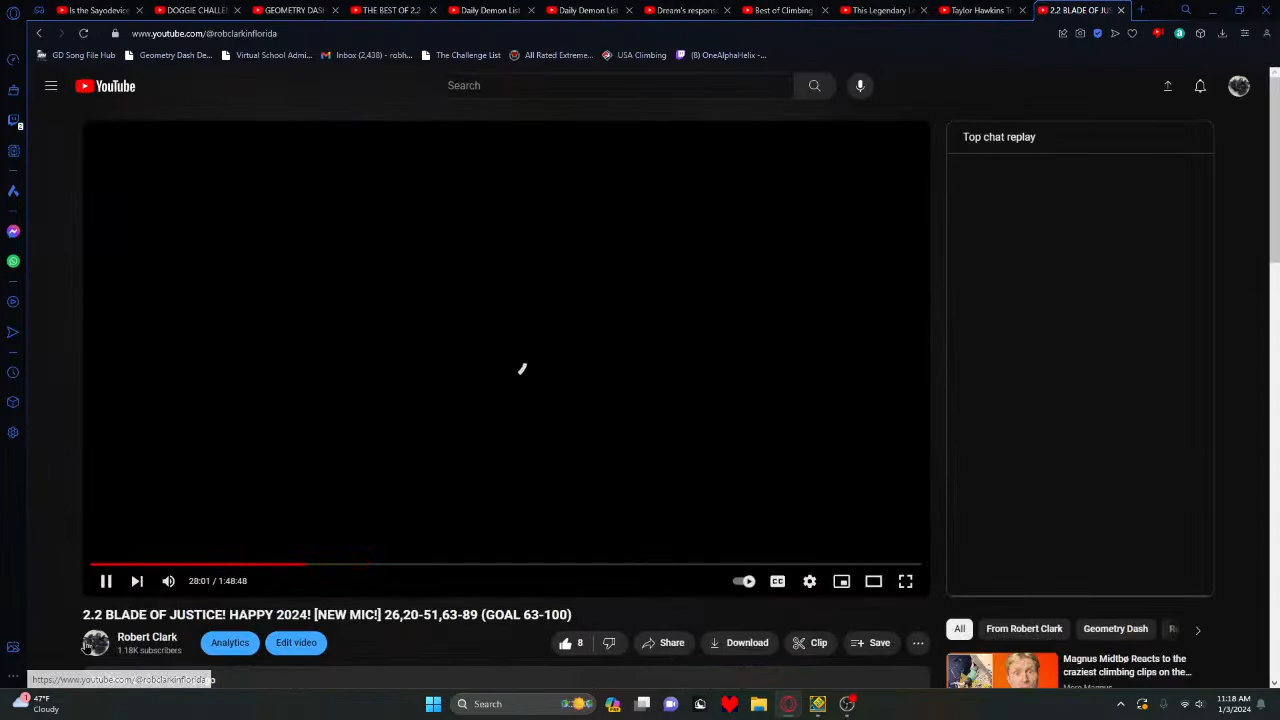 Is the Sayodevice
DOGGIE CHALLE
GEOMETRY DASH
THE BEST OF 2.2
Daily Demon List
Daily Demon List
Dream's respons
Best of Climbing
This Legendary L
Taylor Hawkins Tr
2.2 BLADE OF JUS
www.youtube.com/@robclarkinflorida
GD Song File Hub
Geometry Dash De...
Virtual School Admi...
Inbox (2,438) - robh...
The Challenge List
All Rated Extreme...
USA Climbing
(8) OneAlphaHelix -...
YouTube
Search
Top chat replay
28:01 / 1:48:48
CC
2.2 BLADE OF JUSTICE! HAPPY 2024! [NEW MIC!] 26,20-51,63-89 (GOAL 63-100)
Robert Clark
1.18K subscribers
Analytics
Edit video
8
Share
Download
Clip
Save
All
From Robert Clark
Geometry Dash
Magnus Midtbø Reacts to the
craziest climbing clips on the...
More Magnus
https://www.youtube.com/@robclarkinflorida
47°F
Cloudy
Search
11:18 AM
1/3/2024